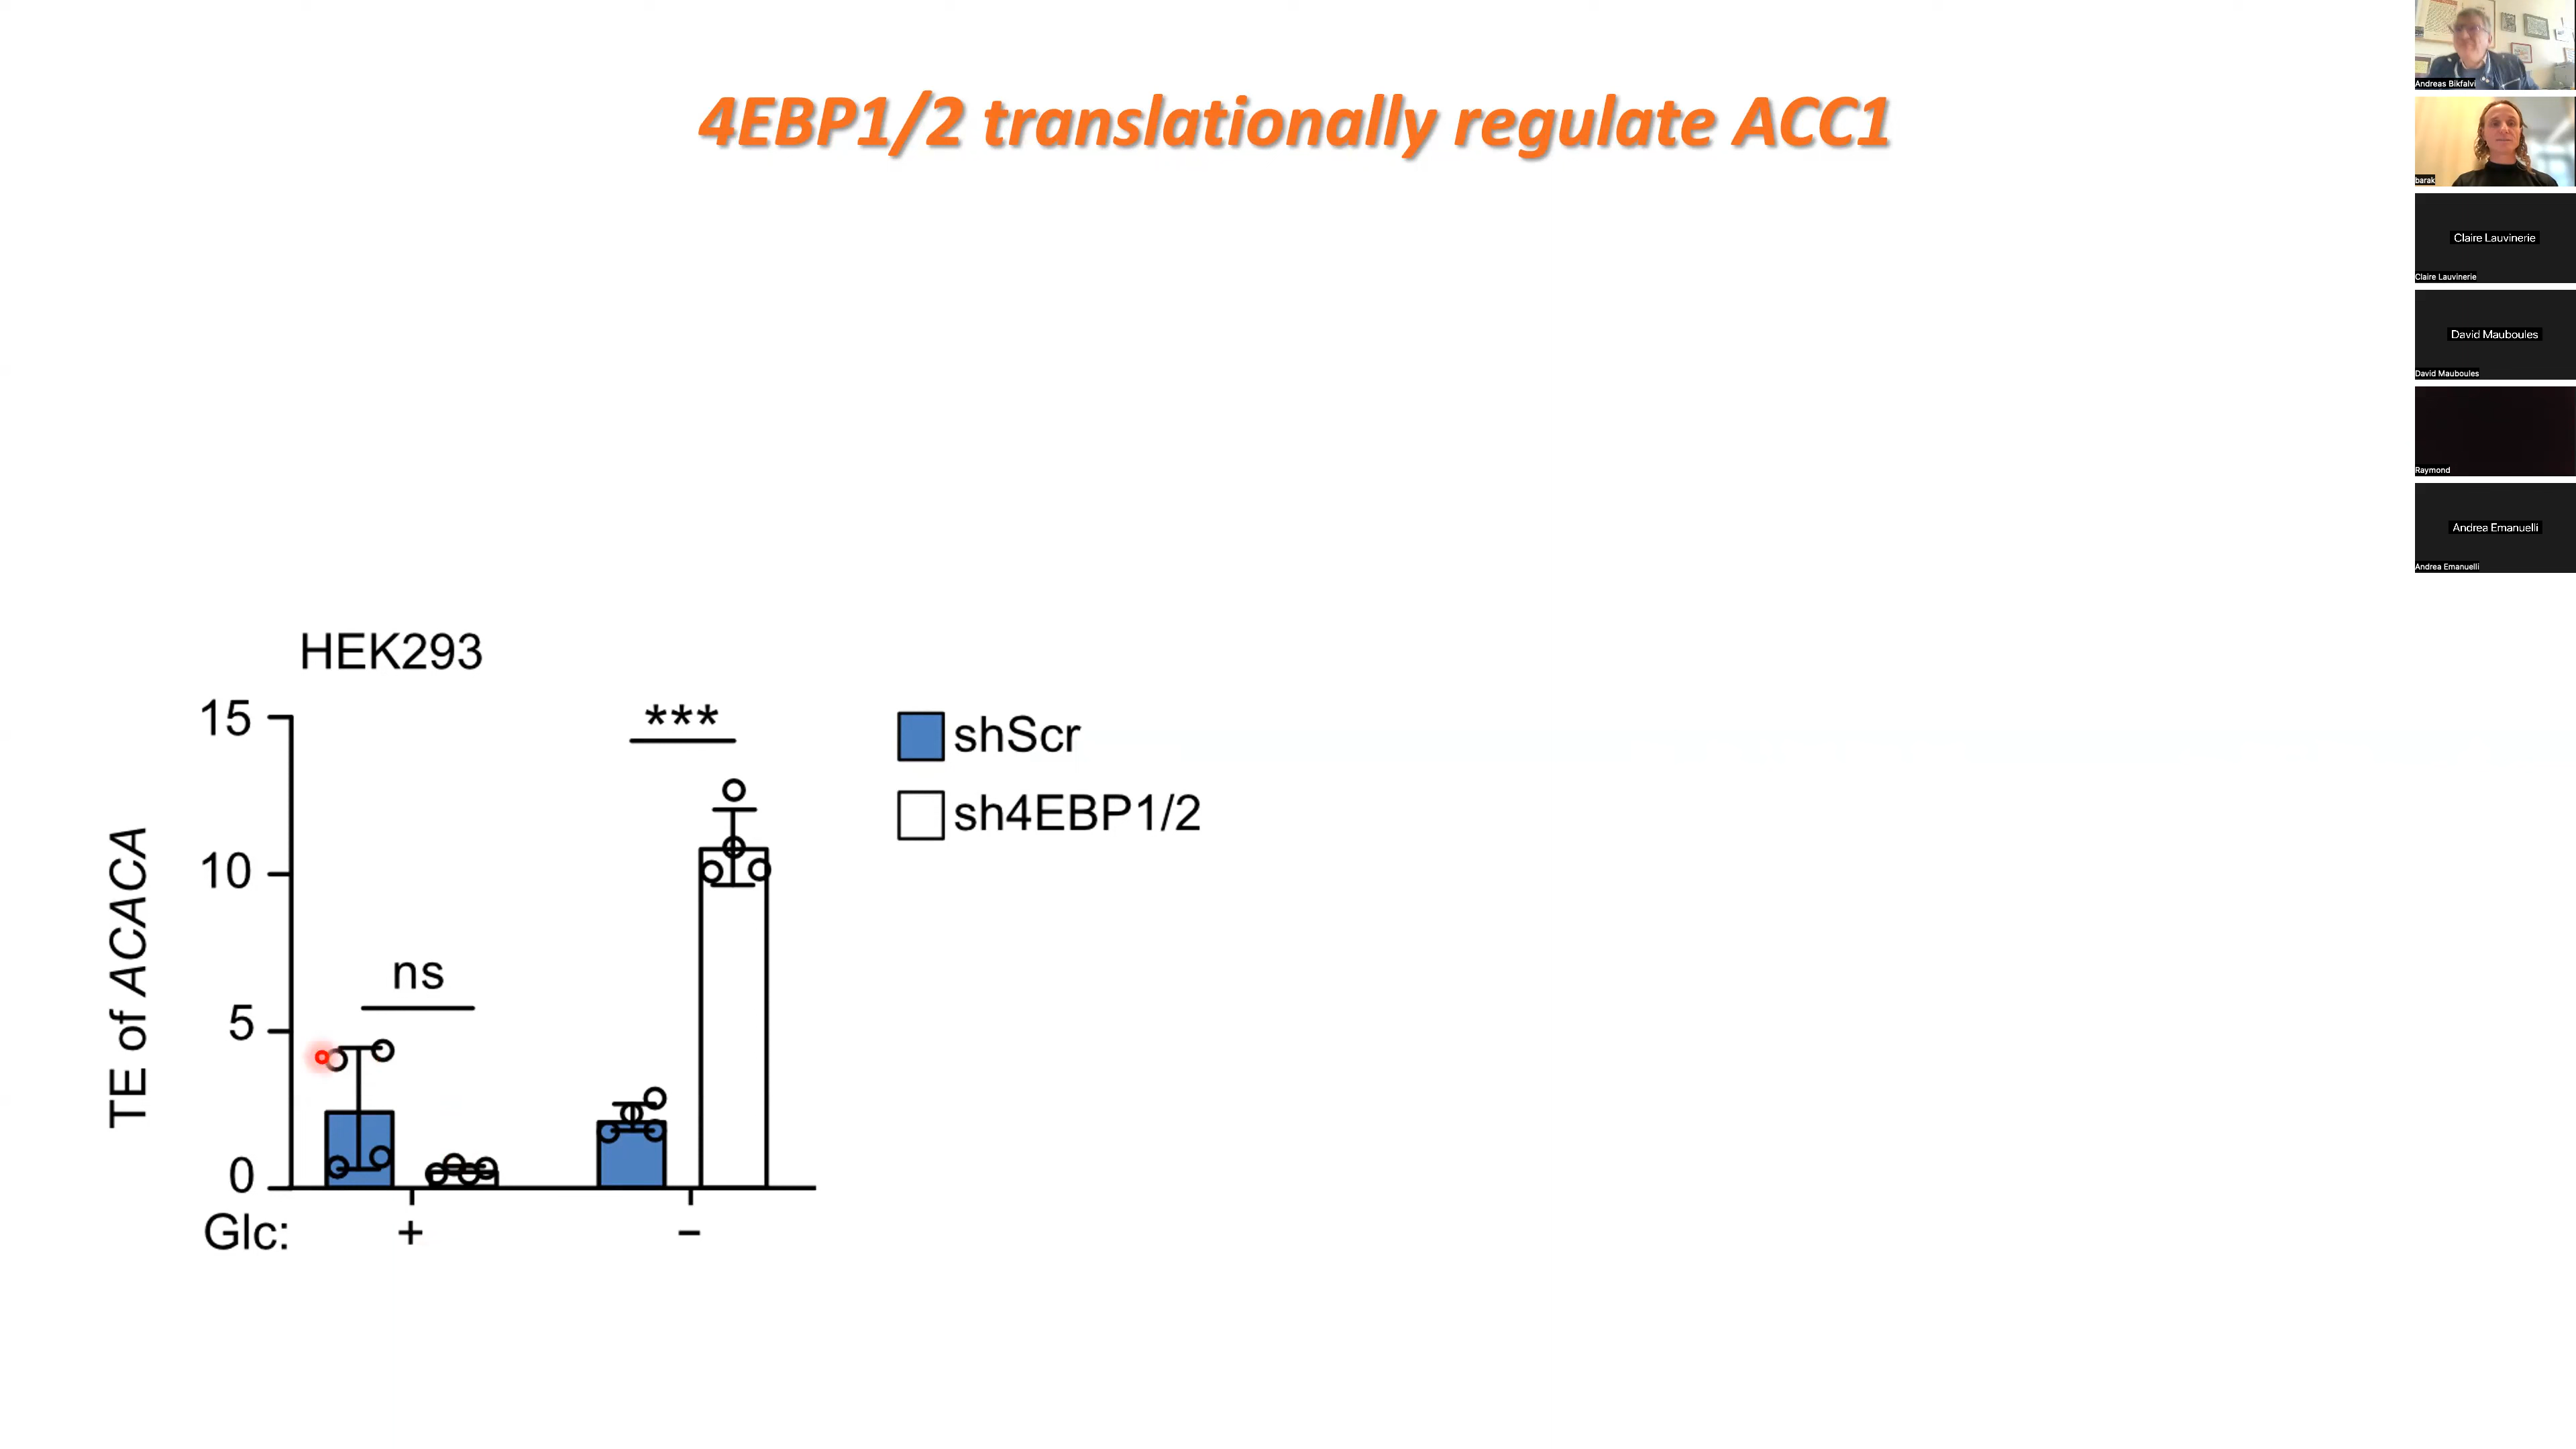 4EBP1/2 translationally regulate ACC1
HEK293
15
10
5
0
TE of ACACA
ns
***
shScr
sh4EBP1/2
Glc:
+
−
Andreas Bikfalvi
barak
Claire Lauvinerie
Claire Lauvinerie
David Mauboules
David Mauboules
Raymond
Andrea Emanuelli
Andrea Emanuelli